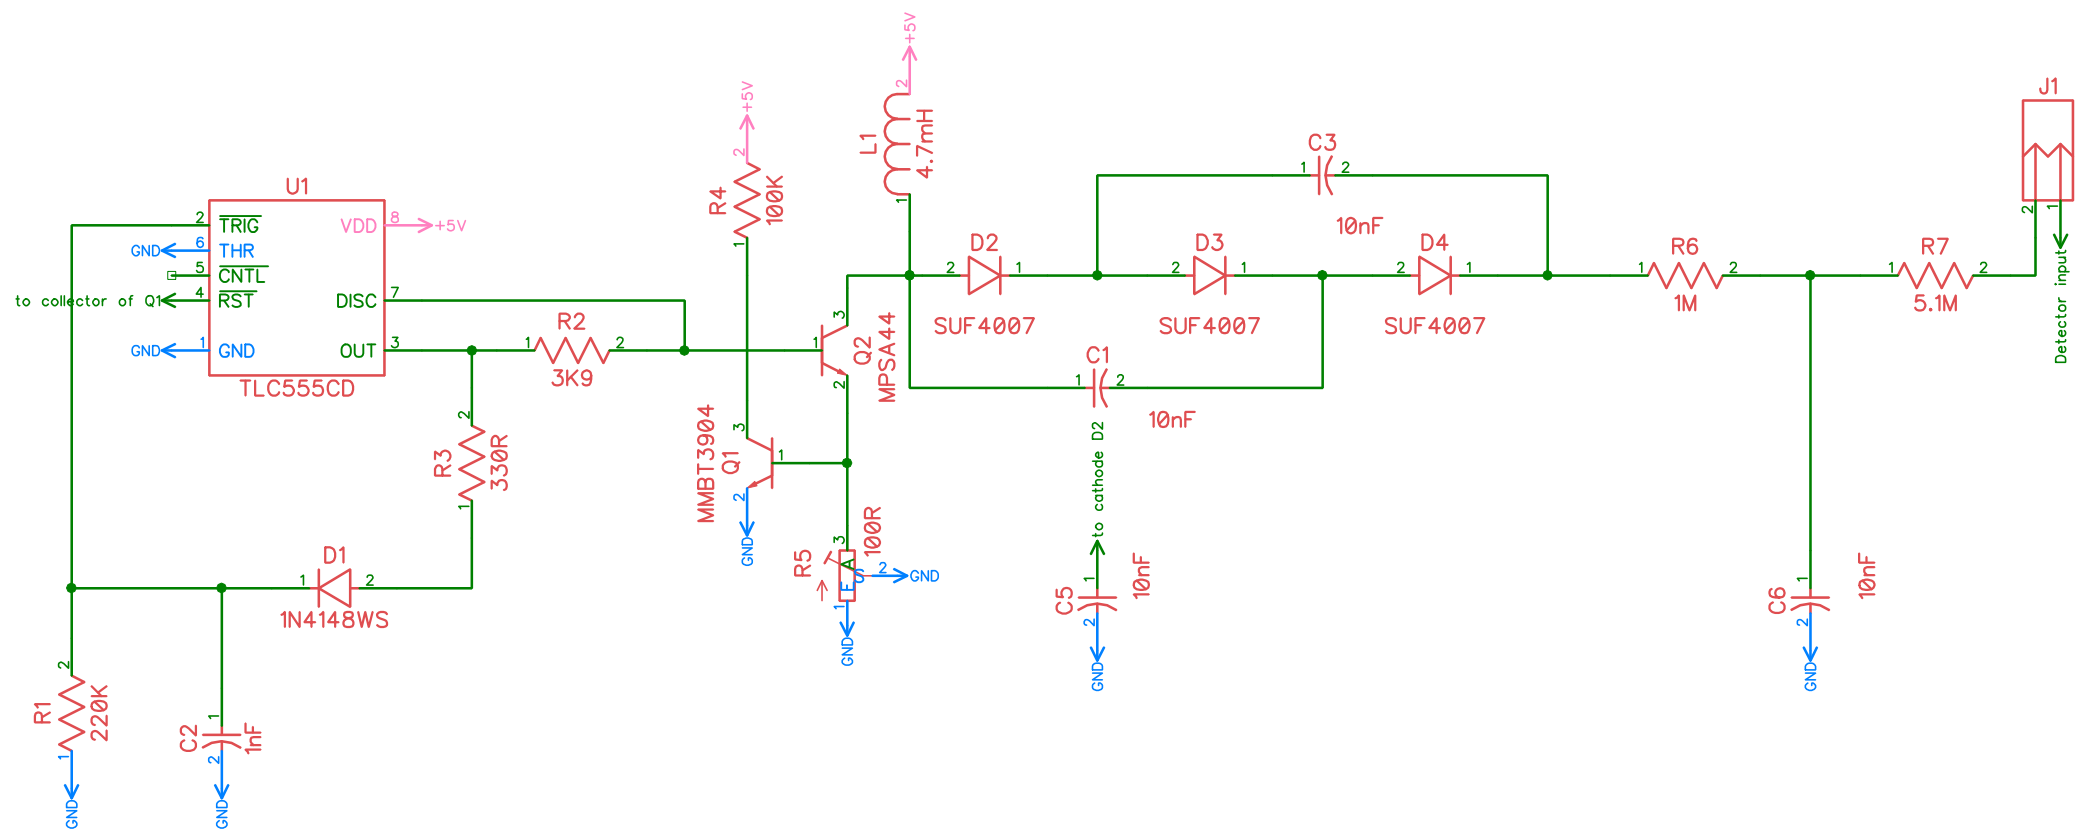 U1
2
TRIG
VDD
8
+5V
GND
6
THR
5
CNTL
to collector of Q1
4
RST
DISC
7
GND
1
GND
OUT
3
TLC555CD
1
R2
2
3K9
2
R3
330R
1
D1
1
2
1N4148WS
2
R1
220K
1
GND
1
C2
1nF
2
GND
+5V
2
R4
100K
1
3
Q2
MPSA44
1
2
MMBT3904
Q1
3
1
2
GND
R5
100R
3
A
S
E
2
GND
1
GND
+5V
2
L1
4.7mH
1
D2
2
1
SUF4007
C3
1
2
10nF
D3
2
1
SUF4007
D4
2
1
SUF4007
C1
1
2
10nF
to cathode D2
1
C5
10nF
2
GND
R6
1
2
1M
R7
1
2
5.1M
1
C6
10nF
2
GND
J1
2
1
Detector input